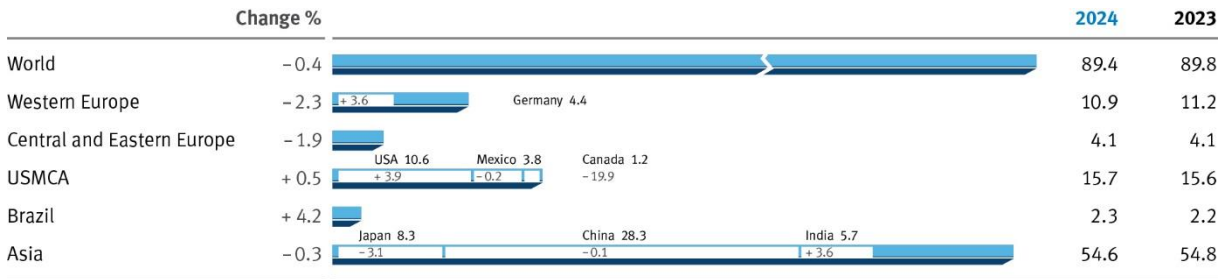 Change % 2024 2023
World – 0.4 89.4 89.8
Western Europe – 2.3 + 3.6 Germany 4.4 10.9 11.2
Central and Eastern Europe – 1.9 4.1 4.1
USA 10.6 Mexico 3.8 Canada 1.2
USMCA + 0.5 + 3.9 – 0.2 – 19.9 15.7 15.6
Brazil + 4.2 2.3 2.2
Japan 8.3 China 28.3 India 5.7
Asia – 0.3 – 3.1 – 0.1 + 3.6 54.6 54.8